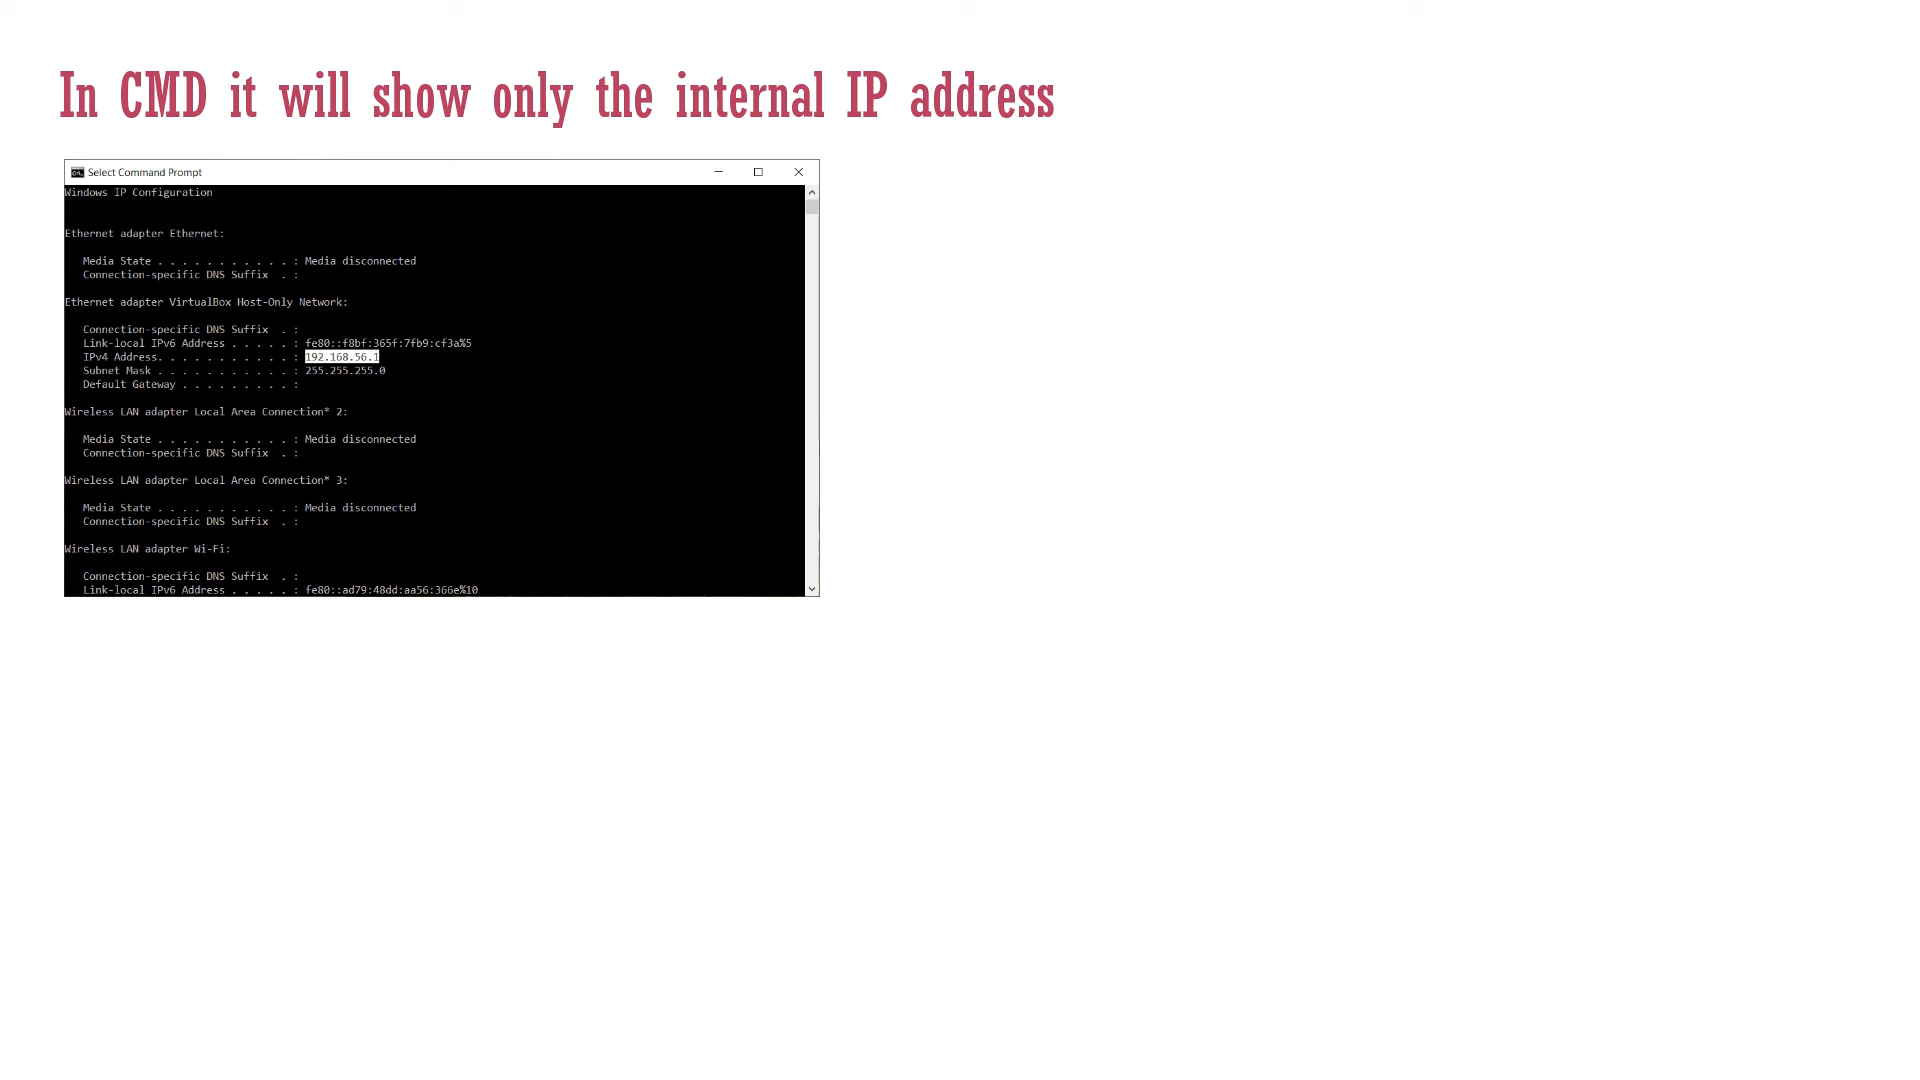 In CMD it will show only the internal IP address
Select Command Prompt
Windows IP Configuration
Ethernet adapter Ethernet:
Media State . . . . . . . . . . . : Media disconnected
Connection-specific DNS Suffix  . :
Ethernet adapter VirtualBox Host-Only Network:
Connection-specific DNS Suffix  . :
Link-local IPv6 Address . . . . . : fe80::f8bf:365f:7fb9:cf3a%5
IPv4 Address. . . . . . . . . . . : 192.168.56.1
Subnet Mask . . . . . . . . . . . : 255.255.255.0
Default Gateway . . . . . . . . . :
Wireless LAN adapter Local Area Connection* 2:
Media State . . . . . . . . . . . : Media disconnected
Connection-specific DNS Suffix  . :
Wireless LAN adapter Local Area Connection* 3:
Media State . . . . . . . . . . . : Media disconnected
Connection-specific DNS Suffix  . :
Wireless LAN adapter Wi-Fi:
Connection-specific DNS Suffix  . :
Link-local IPv6 Address . . . . . : fe80::ad79:48dd:aa56:366e%10